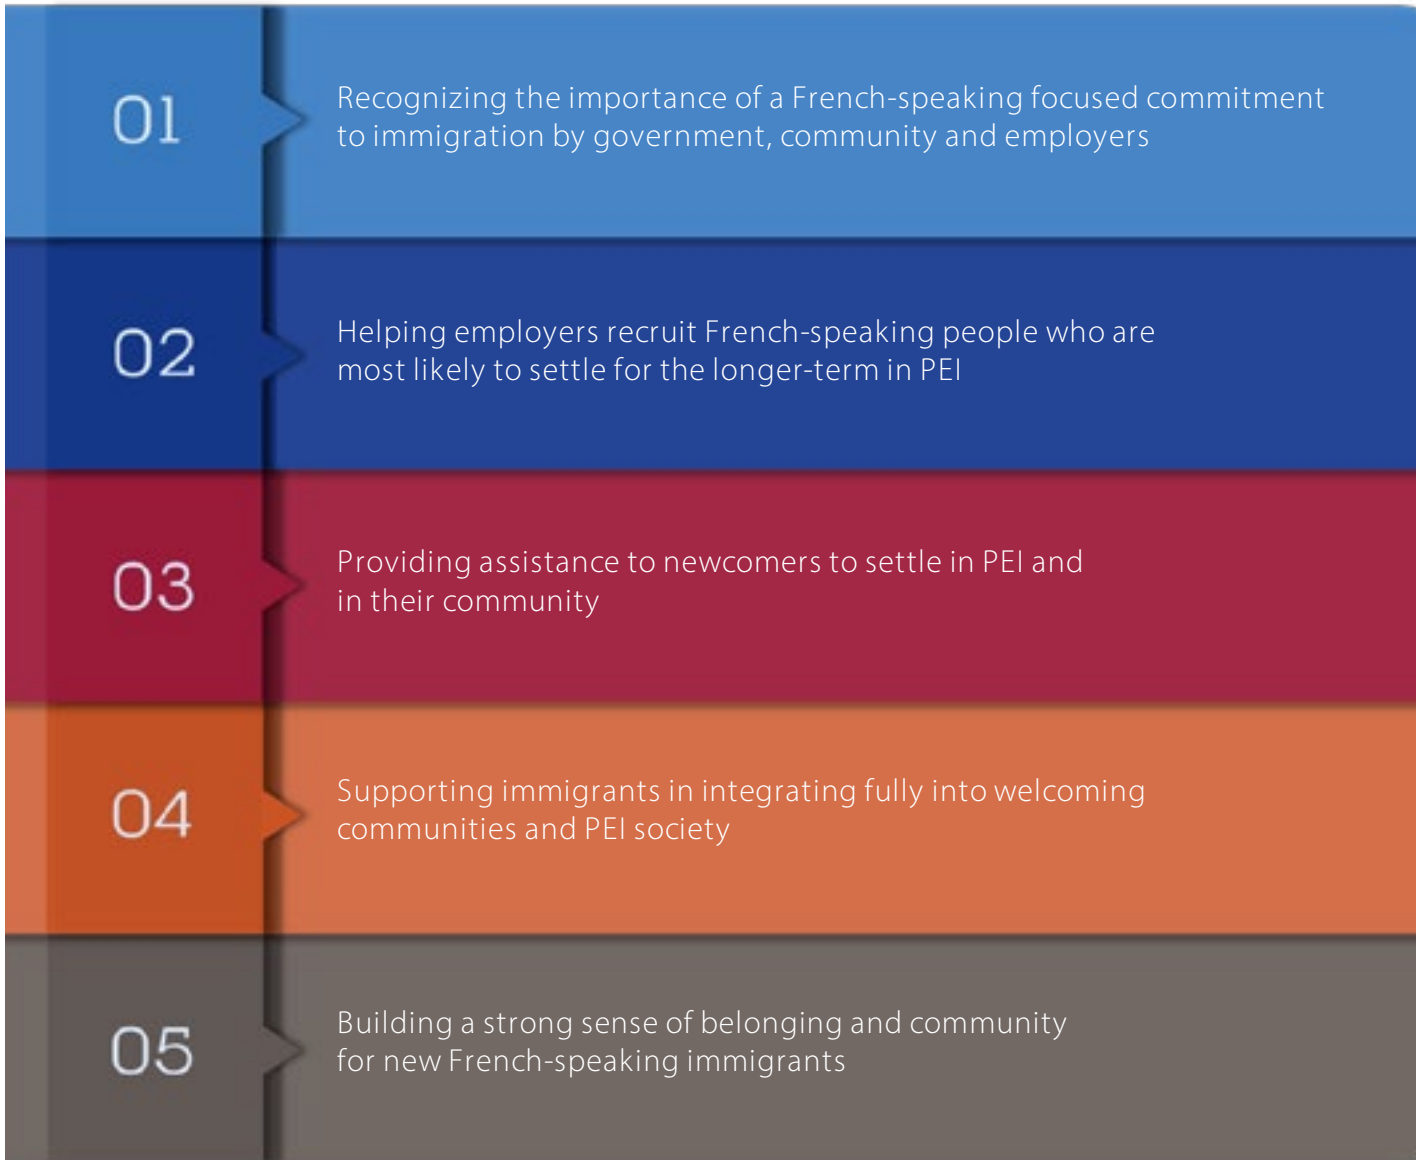 01
Recognizing the importance of a French-speaking focused commitment
to immigration by government, community and employers
02
Helping employers recruit French-speaking people who are
most likely to settle for the longer-term in PEI
03
Providing assistance to newcomers to settle in PEI and
in their community
04
Supporting immigrants in integrating fully into welcoming
communities and PEI society
05
Building a strong sense of belonging and community
for new French-speaking immigrants